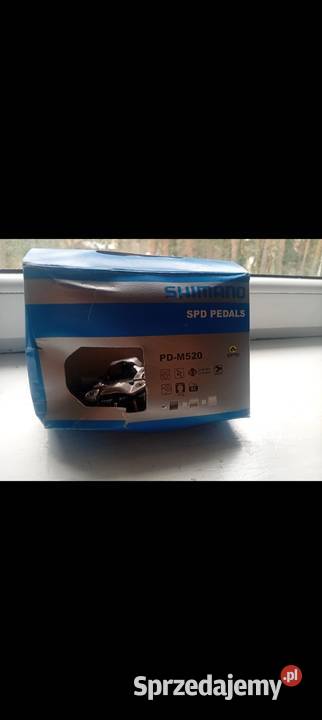 SHIMANO
SPD PEDALS
PD-M520
Sprzedajemy.pl